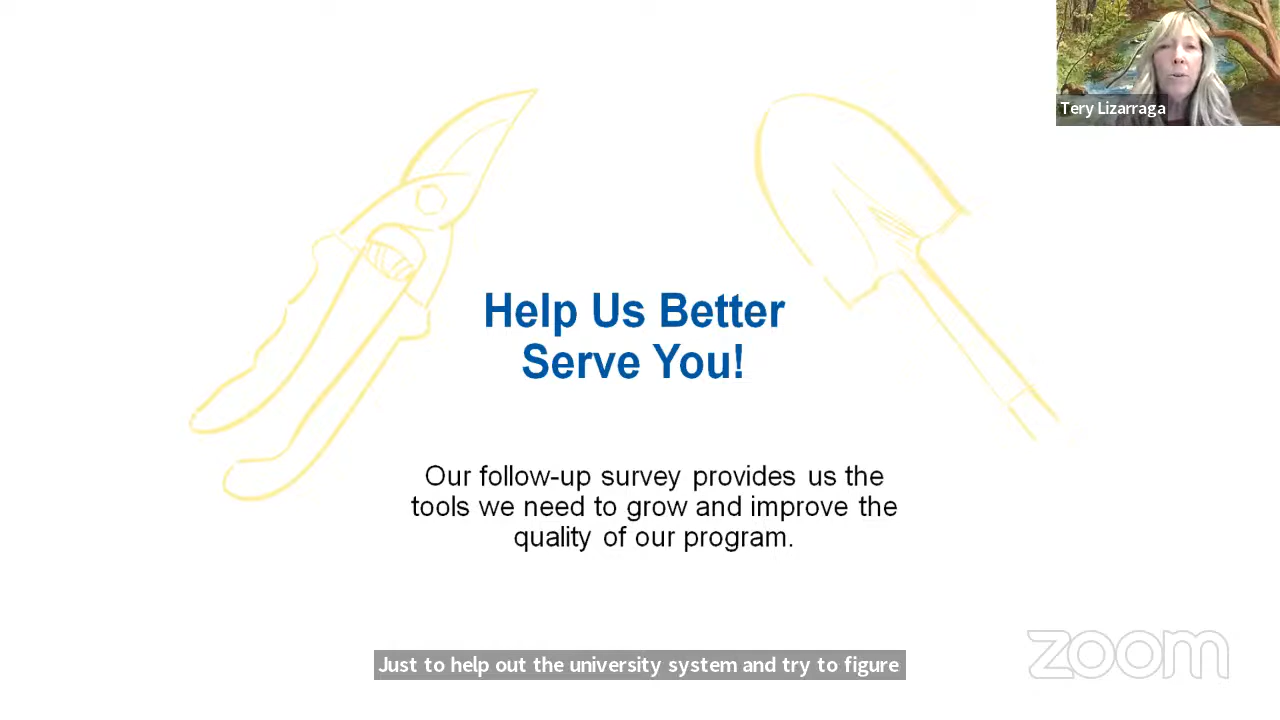 Tery Lizarraga
Help Us Better
Serve You!
Our follow-up survey provides us the
tools we need to grow and improve the
quality of our program.
Just to help out the university system and try to figure
zoom